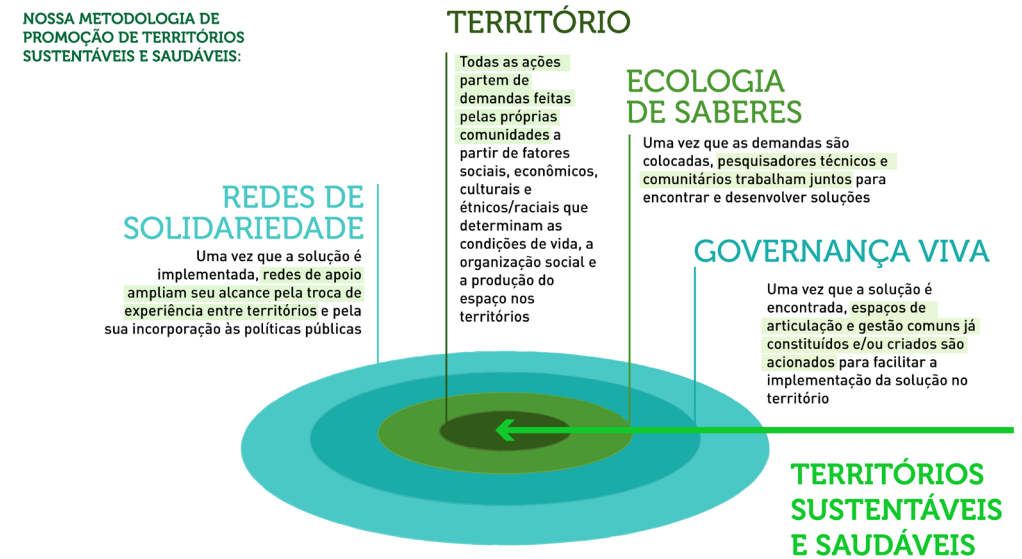 NOSSA METODOLOGIA DE
PROMOÇÃO DE TERRITÓRIOS
SUSTENTÁVEIS E SAUDÁVEIS:
TERRITÓRIO
Todas as ações
partem de
demandas feitas
pelas próprias
comunidades a
partir de fatores
sociais, econômicos,
culturais e
étnicos/raciais que
determinam as
condições de vida, a
organização social e
a produção do
espaço nos
territórios
ECOLOGIA
DE SABERES
Uma vez que as demandas são
colocadas, pesquisadores técnicos e
comunitários trabalham juntos para
encontrar e desenvolver soluções
REDES DE
SOLIDARIEDADE
Uma vez que a solução é
implementada, redes de apoio
ampliam seu alcance pela troca de
experiência entre territórios e pela
sua incorporação às políticas públicas
GOVERNANÇA VIVA
Uma vez que a solução é
encontrada, espaços de
articulação e gestão comuns já
constituídos e/ou criados são
acionados para facilitar a
implementação da solução no
território
TERRITÓRIOS
SUSTENTÁVEIS
E SAUDÁVEIS